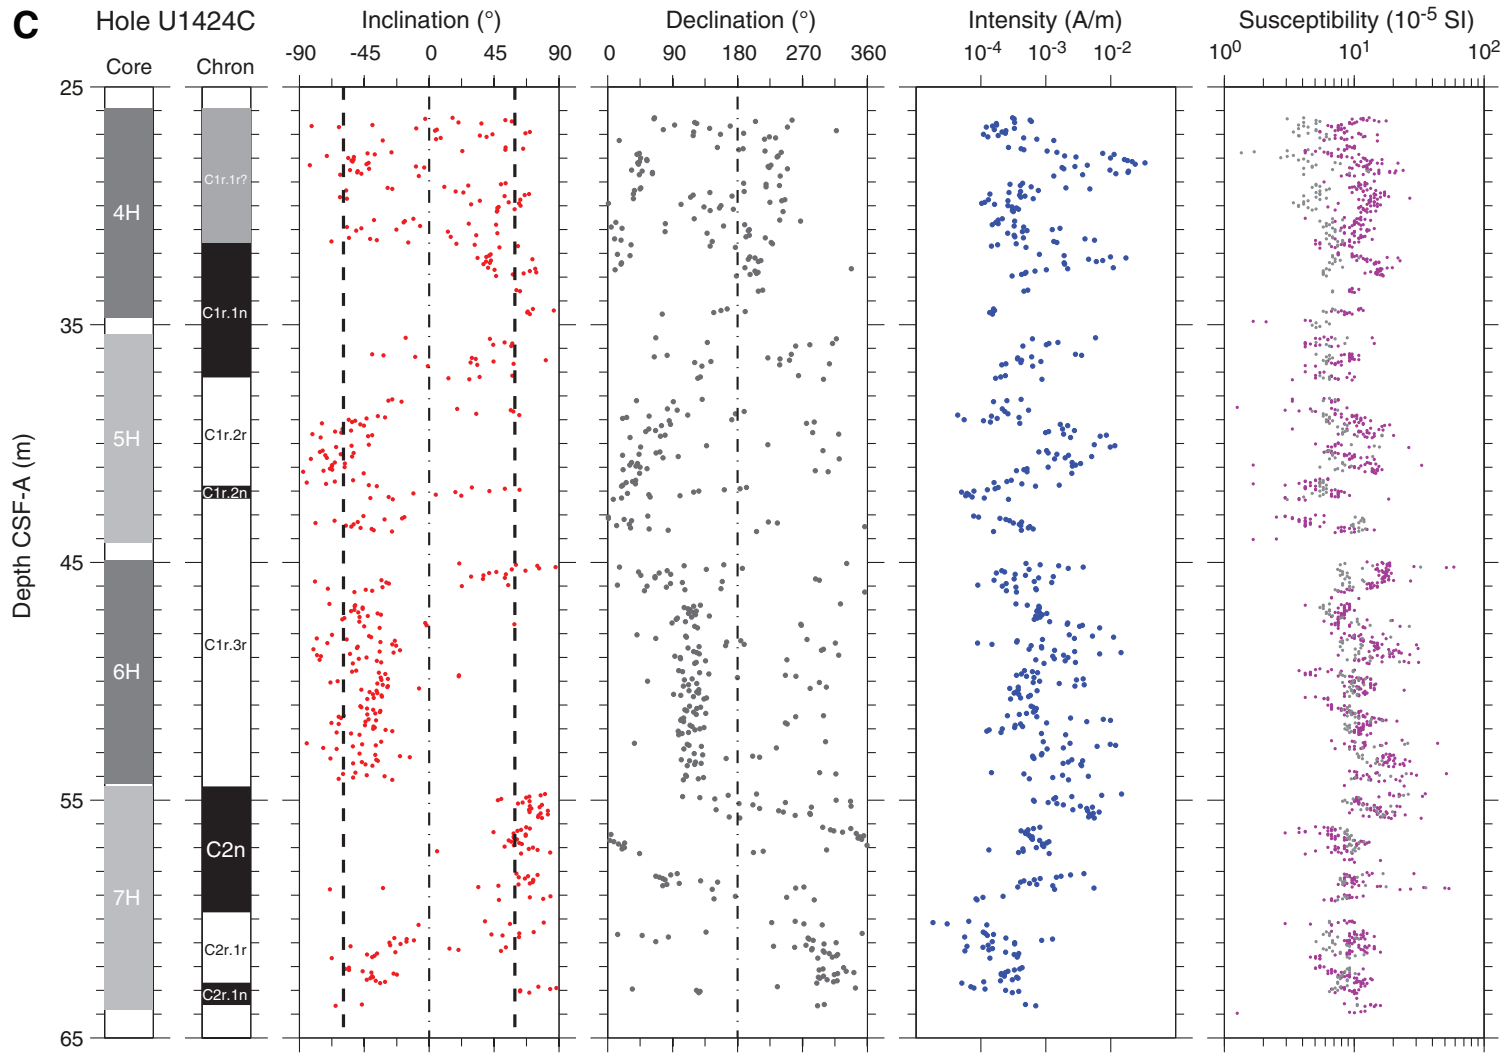 C
Hole U1424C
Inclination (°)
Declination (°)
Intensity (A/m)
Susceptibility (10-5 SI)
Core
Chron
-90 -45 0 45 90
0 90 180 270 360
10-4 10-3 10-2
100 101 102
Depth CSF-A (m)
25
35
45
55
65
4H
5H
6H
7H
C1r.1r?
C1r.1n
C1r.2r
C1r.2n
C1r.3r
C2n
C2r.1r
C2r.1n